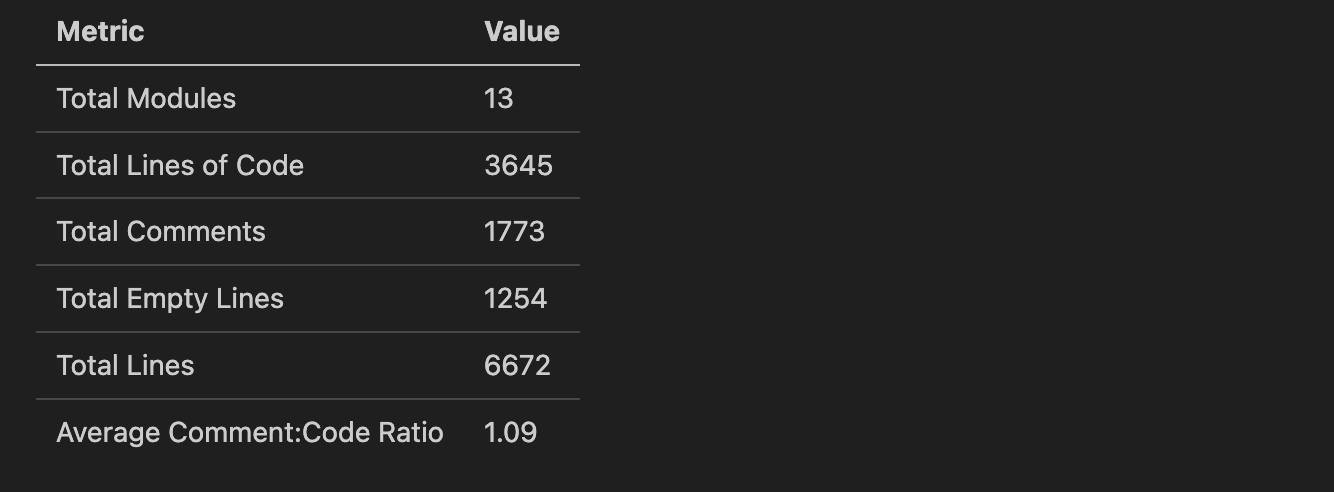 Metric Value
Total Modules 13
Total Lines of Code 3645
Total Comments 1773
Total Empty Lines 1254
Total Lines 6672
Average Comment:Code Ratio 1.09